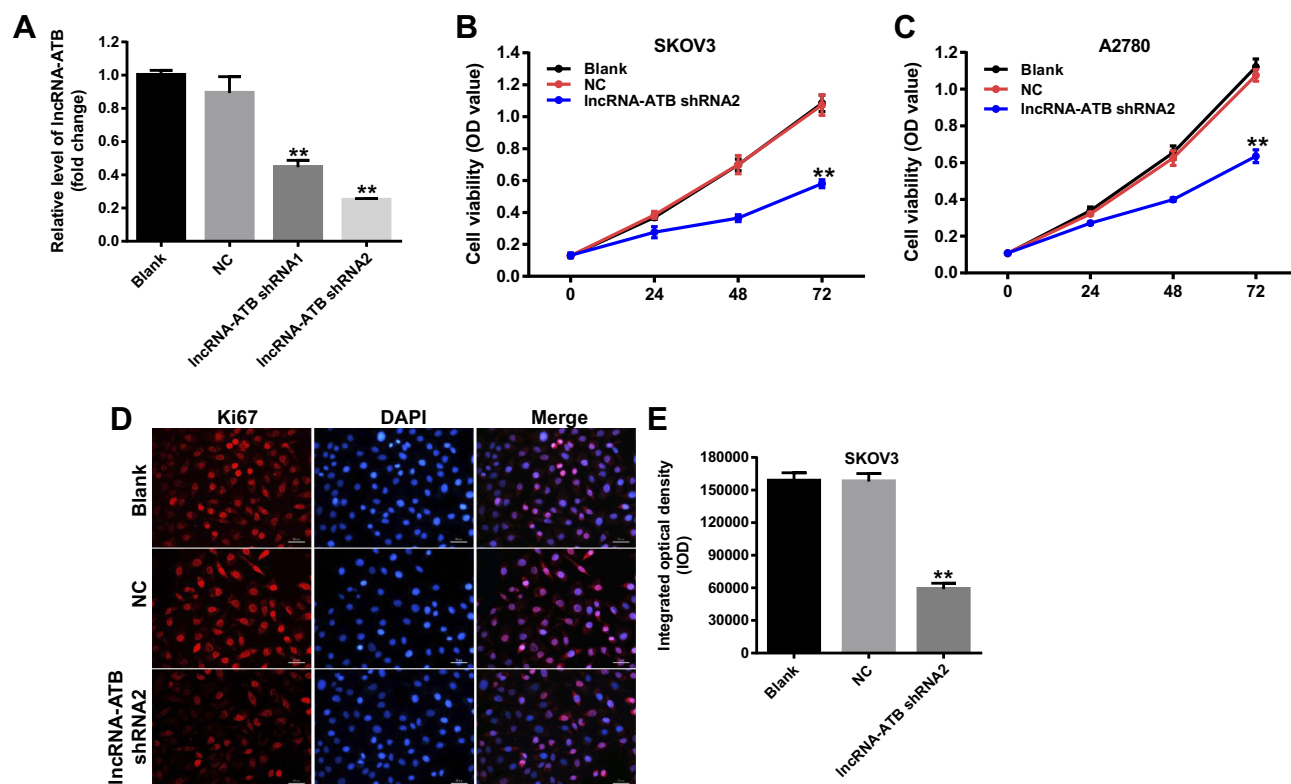 A
Relative level of lncRNA-ATB
(fold change)
1.2
1.0
0.8
0.6
0.4
0.2
0.0
**
**
Blank
NC
lncRNA-ATB shRNA1
lncRNA-ATB shRNA2
B
SKOV3
Cell viability (OD value)
1.4
1.2
1.0
0.8
0.6
0.4
0.2
0.0
Blank
NC
lncRNA-ATB shRNA2
**
0
24
48
72
C
A2780
Cell viability (OD value)
1.2
1.0
0.8
0.6
0.4
0.2
0.0
Blank
NC
lncRNA-ATB shRNA2
**
0
24
48
72
D
Ki67
DAPI
Merge
Blank
NC
lncRNA-ATB
shRNA2
E
SKOV3
Integrated optical density
(IOD)
180000
150000
120000
90000
60000
30000
0
**
Blank
NC
lncRNA-ATB shRNA2